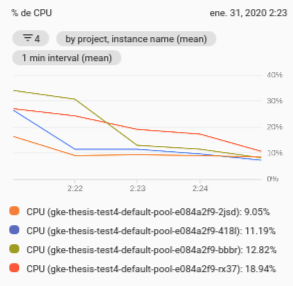 % de CPU
ene. 31, 2020 2:23
4
by project, instance name (mean)
1 min interval (mean)
40%
30%
20%
10%
0%
2:22
2:23
2:24
CPU (gke-thesis-test4-default-pool-e084a2f9-2jsd): 9.05%
CPU (gke-thesis-test4-default-pool-e084a2f9-418l): 11.19%
CPU (gke-thesis-test4-default-pool-e084a2f9-bbbr): 12.82%
CPU (gke-thesis-test4-default-pool-e084a2f9-rx37): 18.94%